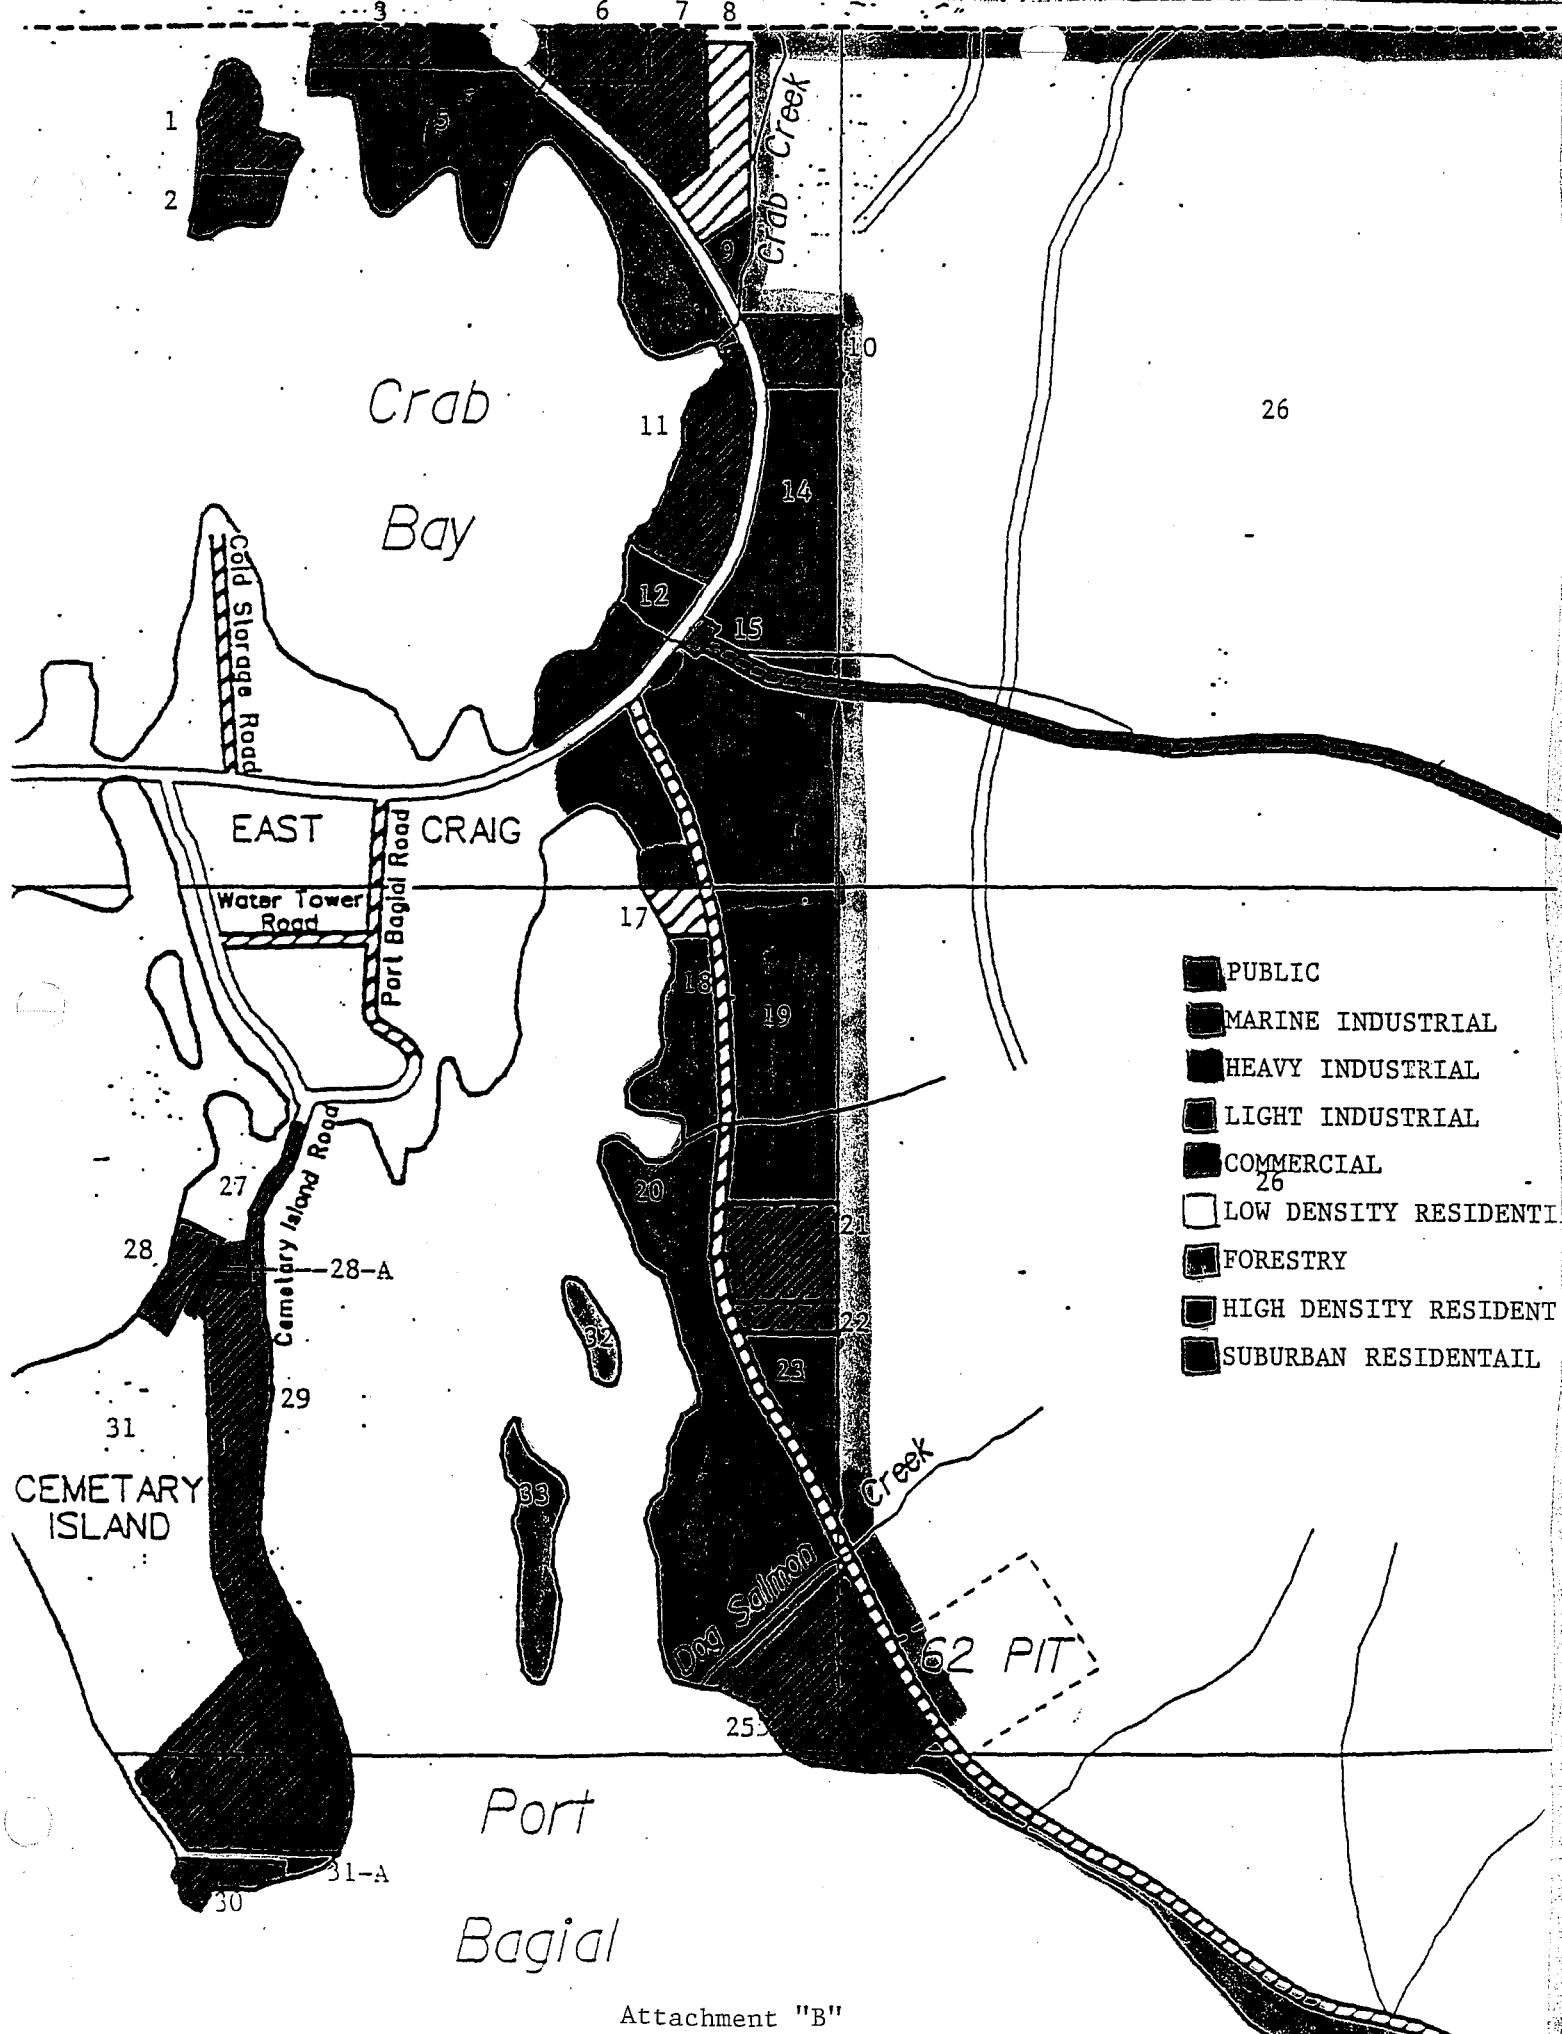 3 6 7 8
1
5
2
Crab Creek
9
10
Crab
11
26
14
Bay
Cold Storage Road
12
15
EAST CRAIG
Port Bagial Road
Water Tower
Road
17
18
19
PUBLIC
MARINE INDUSTRIAL
HEAVY INDUSTRIAL
LIGHT INDUSTRIAL
COMMERCIAL
26
LOW DENSITY RESIDENTI
FORESTRY
HIGH DENSITY RESIDENT
SUBURBAN RESIDENTAIL
Cemetary Island Road
27
20
21
28
28-A
22
32
23
29
31
CEMETARY
ISLAND
33
Dog Salmon Creek
62 PIT
25
Port
31-A
30
Bagial
Attachment "B"